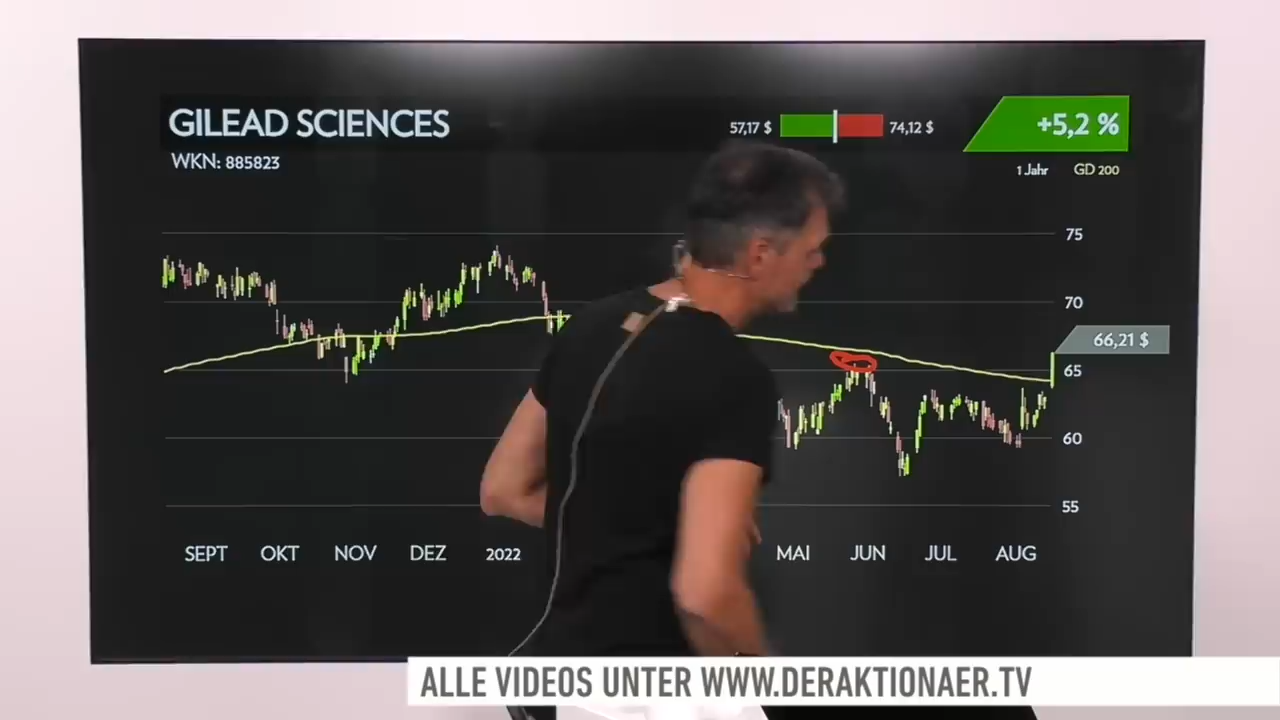 GILEAD SCIENCES
WKN: 885823
57,17 $
74,12 $
+5,2 %
1 Jahr GD 200
75
70
66,21 $
65
60
55
SEPT OKT NOV DEZ 2022 MAI JUN JUL AUG
ALLE VIDEOS UNTER WWW.DERAKTIONAER.TV